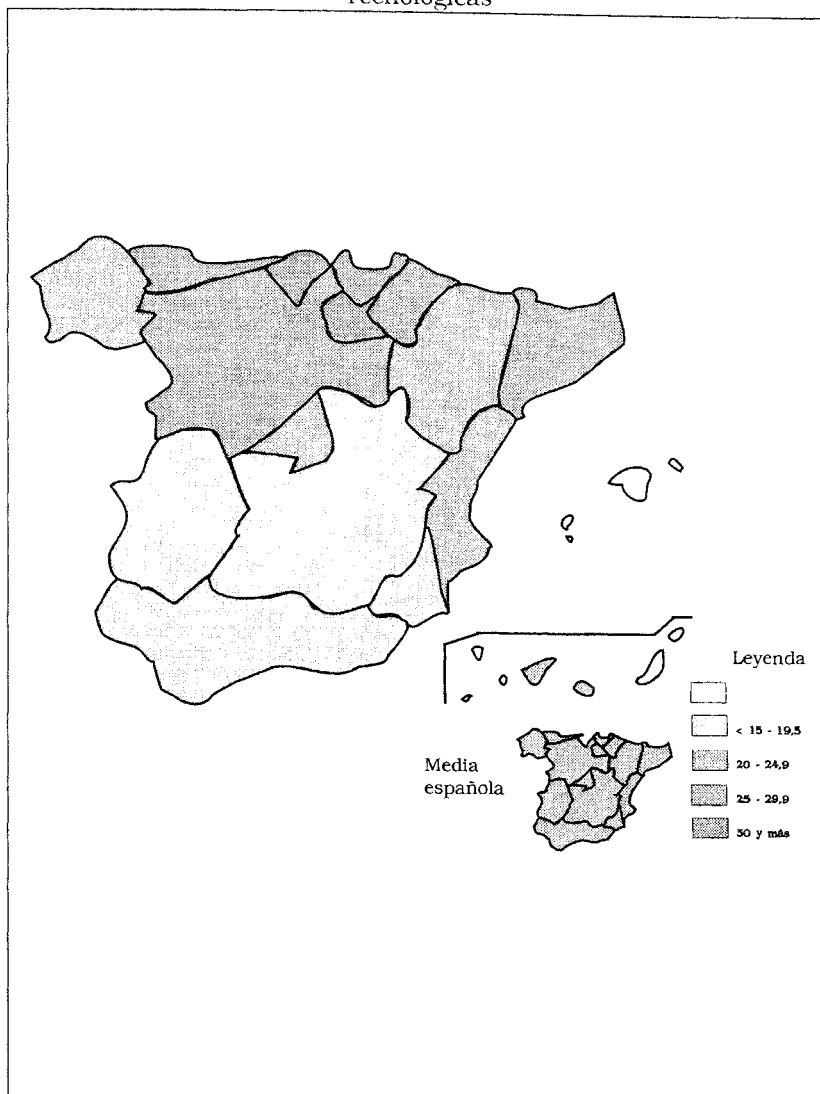 Tecnológicas
Leyenda
< 15 - 19,5
20 - 24,9
25 - 29,9
30 y más
Media
española